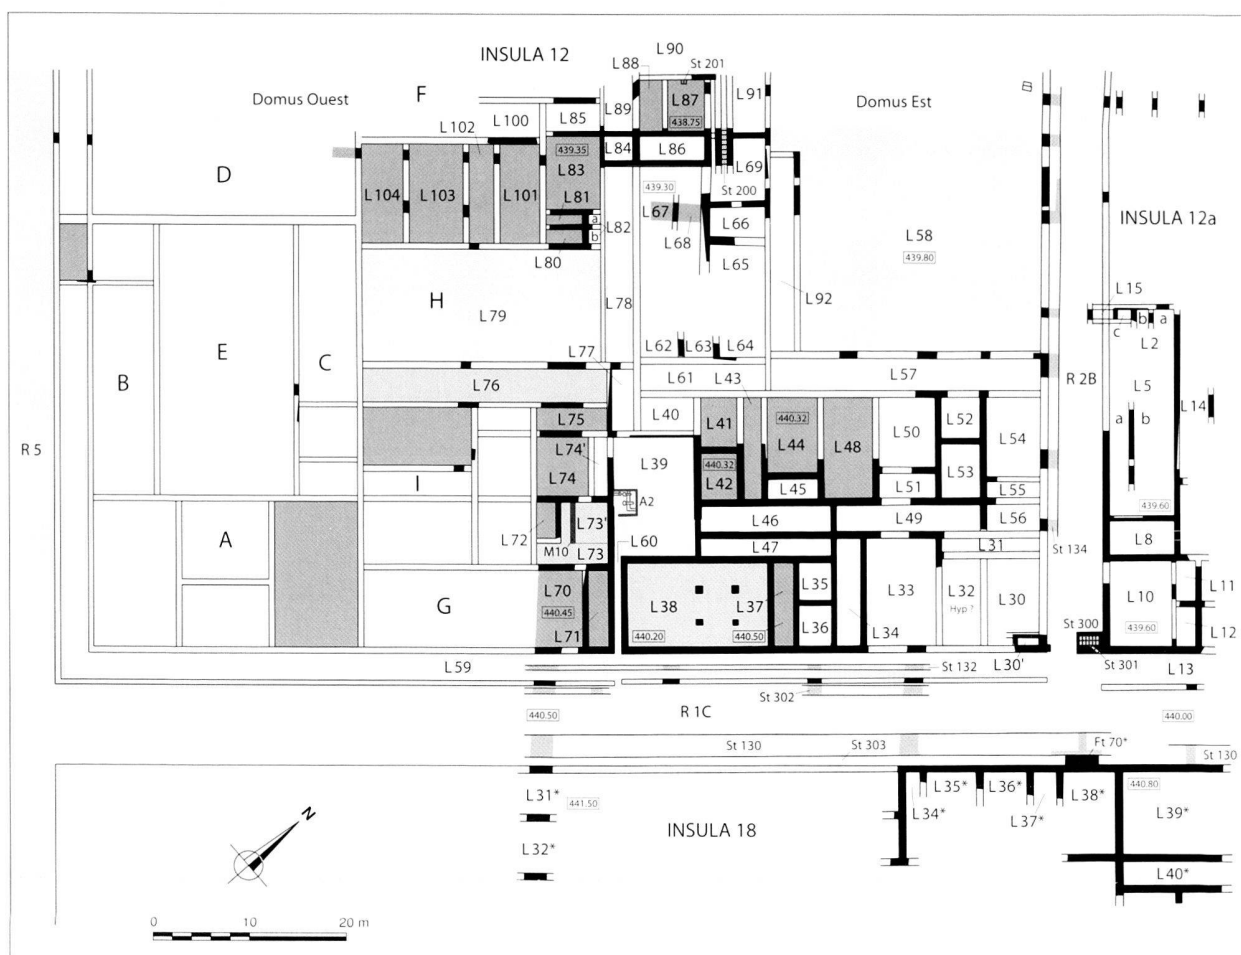 L 90
INSULA 12
L 88
St 201
F
L 91
Domus Ouest
L 87
Domus Est
L 89
L 85
L 100
L 102
438.75
439.35
L 84
L 86
L 83
L 69
D
439.30
L 104
L 103
L 101
St 200
L 81
L 67
a
L 66
INSULA 12a
L 82
b
L 68
L 58
L 80
439.80
L 65
L 15
H
L 78
L 92
b
a
L 79
c
L 2
L 62
L 63
L 64
E
L 77
C
L 43
L 57
R 2B
B
L 76
L 61
L 5
L 14
L 40
L 75
L 41
440.32
L 52
a
b
L 50
L 54
L 44
L 48
R 5
L 74'
L 39
440.32
L 53
L 74
I
L 42
L 45
L 51
L 55
A2
439.60
L 46
L 49
L 56
L 73'
A
L 72
L 60
L 47
L 31
L 8
M10
L 73
St 134
L 70
L 35
L 33
L 32
L 11
G
L 38
L 37
L 30
L 10
Hyp ?
440.45
St 300
L 71
L 36
L 34
L 12
440.20
440.50
439.60
L 59
St 132
L 30'
St 301
L 13
St 302
440.50
R 1C
440.00
St 130
St 303
Ft 70*
St 130
L 35*
L 36*
L 38*
440.80
L 31*
441.50
L 34*
L 37*
L 39*
INSULA 18
N
L 32*
L 40*
0
10
20 m